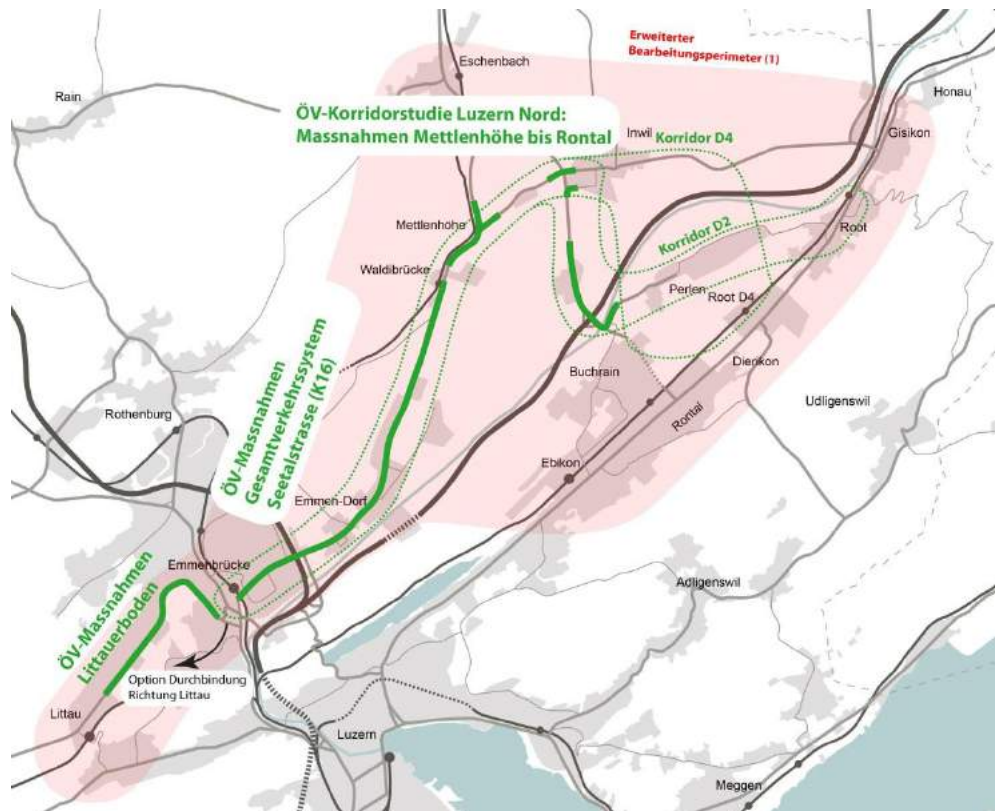 Erweiterter
Bearbeitungsperimeter (1)
Eschenbach
Rain
Honau
ÖV-Korridorstudie Luzern Nord:
Massnahmen Mettlenhöhe bis Rontal
Inwil
Korridor D4
Gisikon
Mettlenhöhe
Korridor D2
Root
Waldibrücke
Perlen
Root D4
Buchrain
Dierikon
Udligenswil
Rothenburg
Rontal
ÖV-Massnahmen
Gesamtverkehrssystem
Seetalstrasse (K16)
Ebikon
Emmen-Dorf
Emmenbrücke
Adligenswil
ÖV-Massnahmen
Littauerboden
Option Durchbindung
Richtung Littau
Littau
Luzern
Meggen